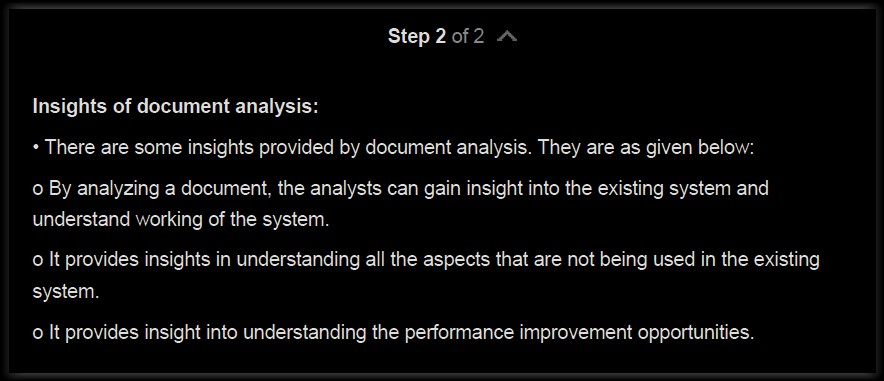 Step 2 of 2
Insights of document analysis:
• There are some insights provided by document analysis. They are as given below:
o By analyzing a document, the analysts can gain insight into the existing system and
understand working of the system.
o It provides insights in understanding all the aspects that are not being used in the existing
system.
o It provides insight into understanding the performance improvement opportunities.